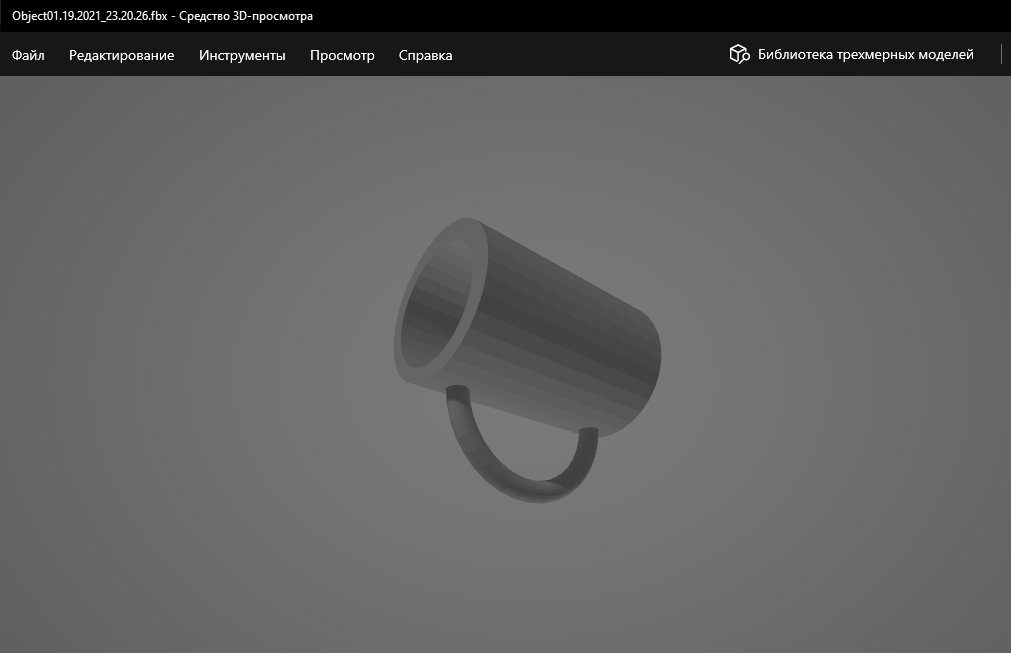 Object01.19.2021_23.20.26.fbx - Средство 3D-просмотра
Файл Редактирование Инструменты Просмотр Справка Библиотека трехмерных моделей